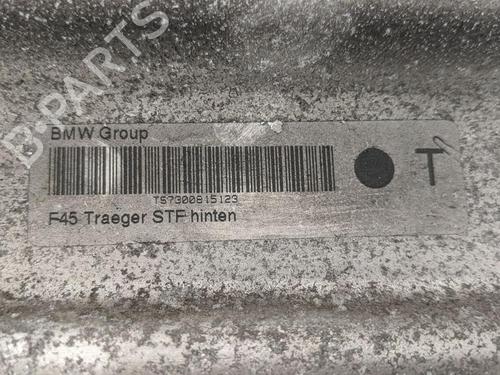 B-PARTS
BMW Group
TS7300815123
F45 Traeger STF hinten
T